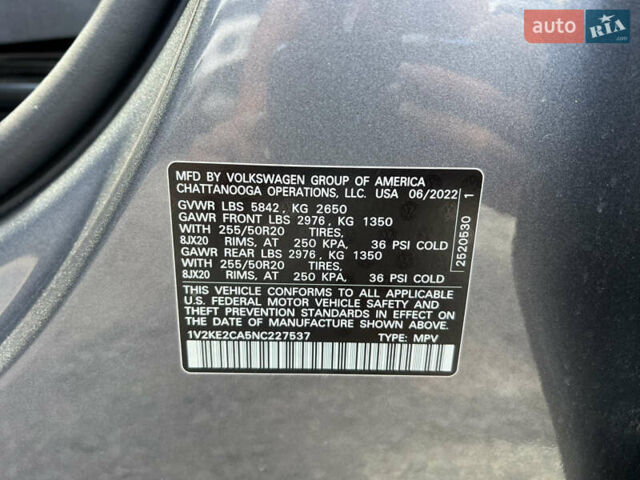 auto RIA.com
MFD BY VOLKSWAGEN GROUP OF AMERICA
CHATTANOOGA OPERATIONS, LLC. USA 06/2022
GVWR LBS 5842, KG 2650
GAWR FRONT LBS 2976, KG 1350
WITH 255/50R20 TIRES,
8JX20 RIMS, AT 250 KPA, 36 PSI COLD
GAWR REAR LBS 2976, KG 1350
WITH 255/50R20 TIRES,
8JX20 RIMS, AT 250 KPA, 36 PSI COLD
THIS VEHICLE CONFORMS TO ALL APPLICABLE
U.S. FEDERAL MOTOR VEHICLE SAFETY AND
THEFT PREVENTION STANDARDS IN EFFECT ON
THE DATE OF MANUFACTURE SHOWN ABOVE.
1V2KE2CA5NC227537 TYPE: MPV
2520530 1